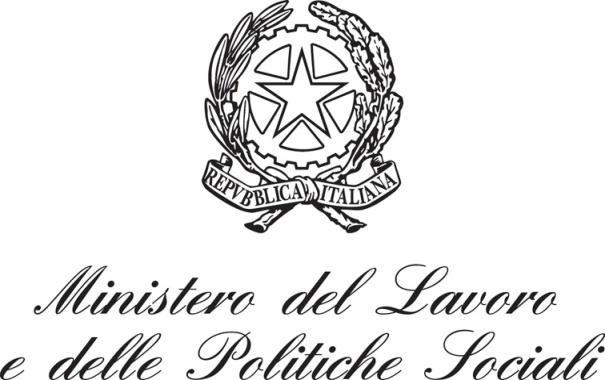 REPVBBLICA ITALIANA
Ministero del Lavoro
e delle Politiche Sociali